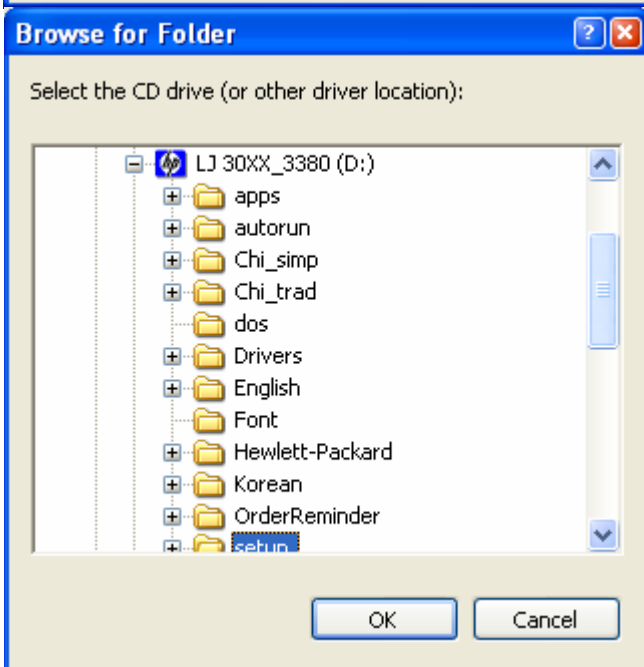 Browse for Folder
Select the CD drive (or other driver location):
hp LJ 30XX_3380 (D:)
apps
autorun
Chi_simp
Chi_trad
dos
Drivers
English
Font
Hewlett-Packard
Korean
OrderReminder
setup
OK Cancel